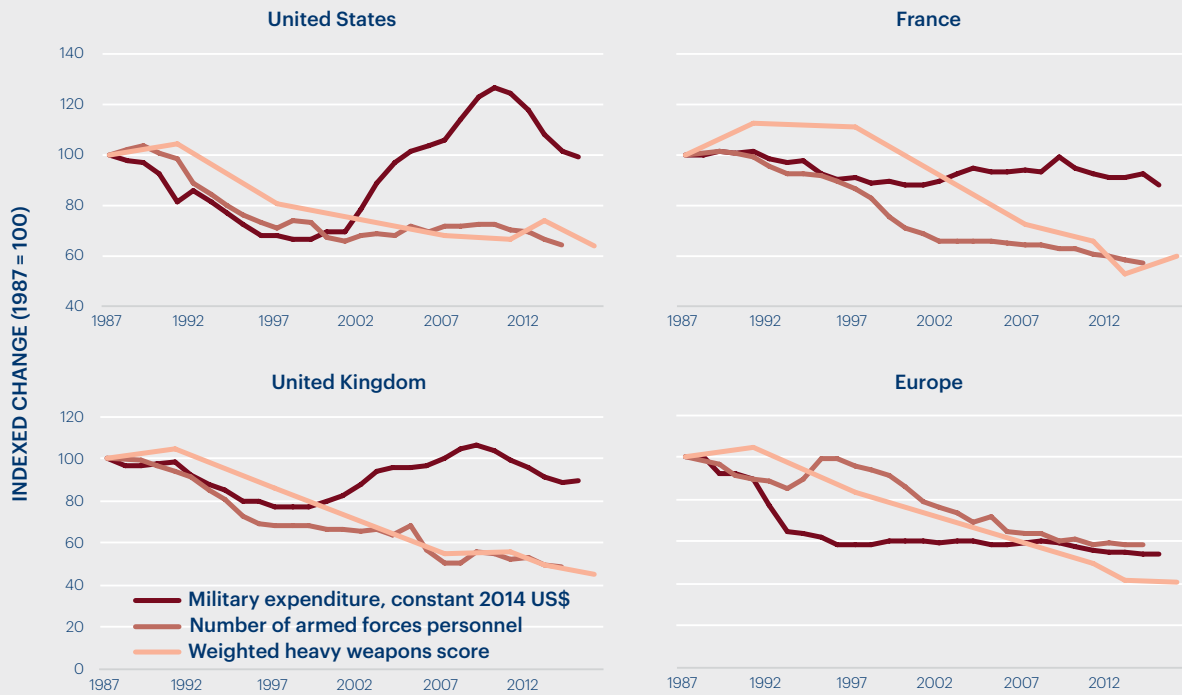 United States
France
INDEXED CHANGE (1987 = 100)
140
120
100
80
60
40
1987 1992 1997 2002 2007 2012
1987 1992 1997 2002 2007 2012
United Kingdom
Europe
120
100
80
60
40
20
0
Military expenditure, constant 2014 US$
Number of armed forces personnel
Weighted heavy weapons score
1987 1992 1997 2002 2007 2012
1987 1992 1997 2002 2007 2012